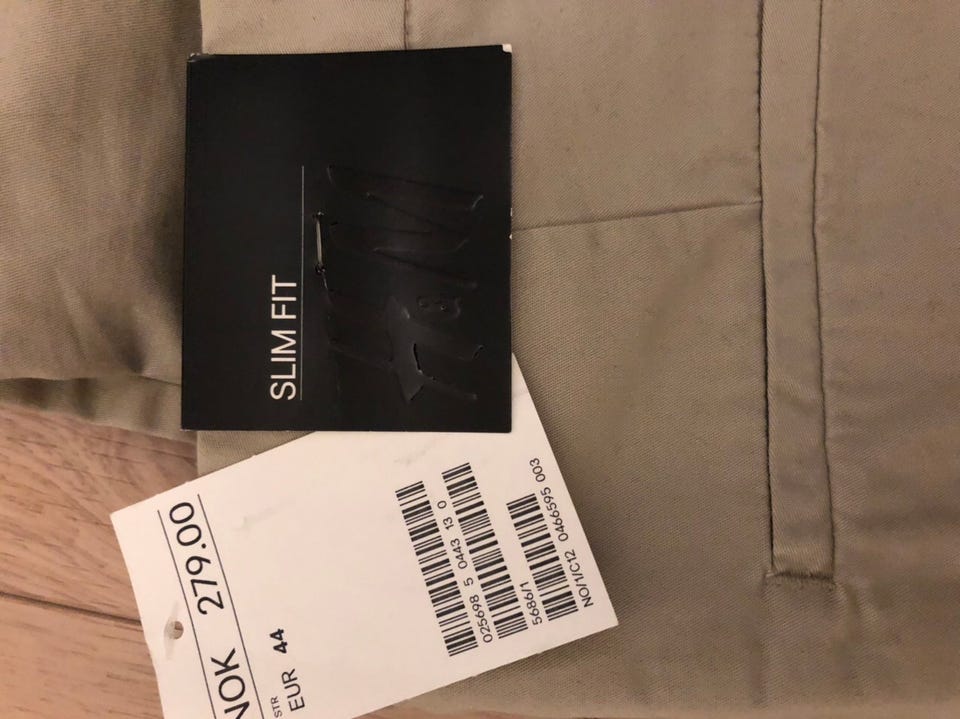 H&M
SLIM FIT
NOK 279.00
STR
EUR 44
025698 5 0443 13 0
5686/1
NO/1/C12 0466595 003